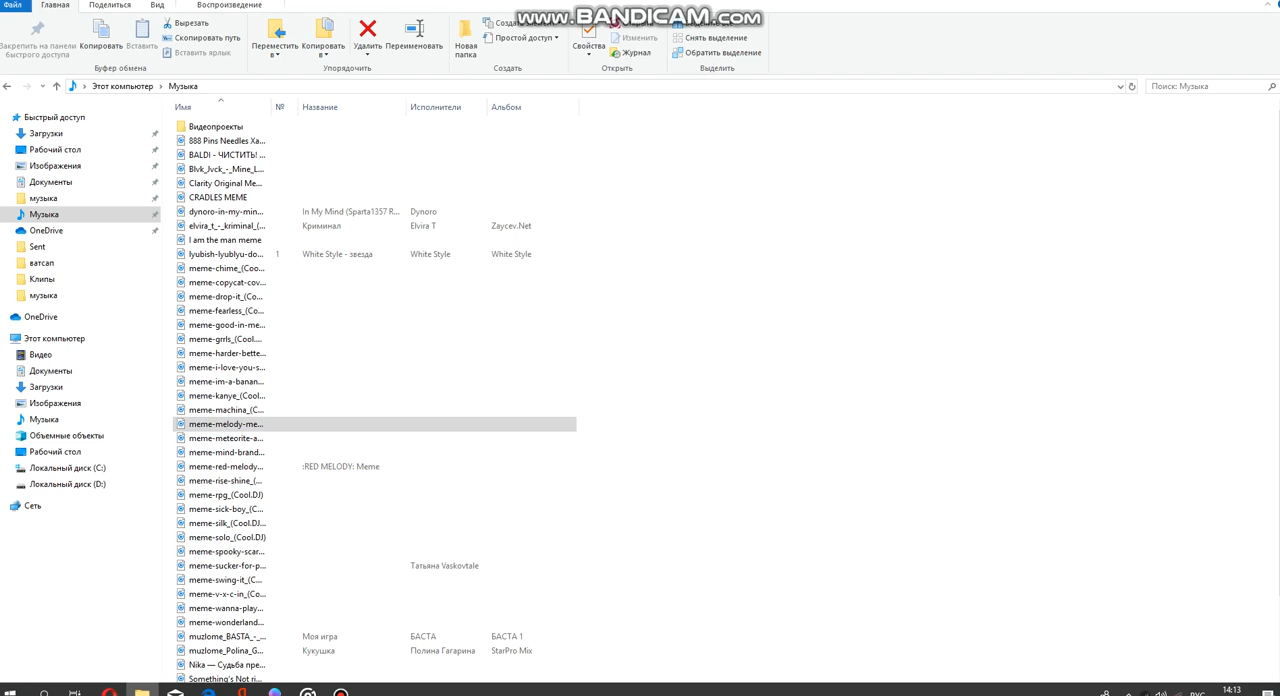 Файл Главная Поделиться Вид Воспроизведение
www.BANDICAM.com
Закрепить на панели быстрого доступа
Копировать
Вставить
Вырезать
Скопировать путь
Вставить ярлык
Переместить в
Копировать в
Удалить
Переименовать
Новая папка
Простой доступ
Свойства
Изменить
Журнал
Снять выделение
Обратить выделение
Буфер обмена Упорядочить Создать Открыть Выделить
Этот компьютер Музыка
Поиск: Музыка
Имя № Название Исполнители Альбом
Быстрый доступ
Загрузки
Рабочий стол
Изображения
Документы
музыка
Музыка
OneDrive
Sent
ватсап
Клипы
музыка
OneDrive
Этот компьютер
Видео
Документы
Загрузки
Изображения
Музыка
Объемные объекты
Рабочий стол
Локальный диск (C:)
Локальный диск (D:)
Сеть
Видеопроекты
888 Pins Needles Xa...
BALDI - ЧИСТИТЬ! ...
Blvk_Jvck_-_Mine_L...
Clarity Original Me...
CRADLES MEME
dynoro-in-my-min... In My Mind (Sparta1357 R... Dynoro
elvira_t_-_kriminal_(... Криминал Elvira T Zaycev.Net
I am the man meme
lyubish-lyublyu-do... 1 White Style - звезда White Style White Style
meme-chime_(Coo...
meme-copycat-cov...
meme-drop-it_(Co...
meme-fearless_(Co...
meme-good-in-me...
meme-grrls_(Cool....
meme-harder-bette...
meme-i-love-you-s...
meme-im-a-banan...
meme-kanye_(Cool...
meme-machina_(C...
meme-melody-me...
meme-meteorite-a...
meme-mind-brand...
meme-red-melody... :RED MELODY: Meme
meme-rise-shine_(...
meme-rpg_(Cool.DJ)
meme-sick-boy_(C...
meme-silk_(Cool.DJ...
meme-solo_(Cool.DJ)
meme-spooky-scar...
meme-sucker-for-p... Татьяна Vaskovtale
meme-swing-it_(C...
meme-v-x-c-in_(Co...
meme-wanna-play...
meme-wonderland...
muzlome_BASTA_-_... Моя игра БАСТА БАСТА 1
muzlome_Polina_G... Кукушка Полина Гагарина StarPro Mix
Nika — Судьба пре...
Something's Not ri...
РУС
14:13